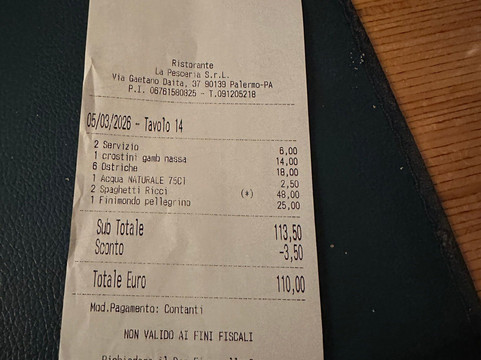 Ristorante
La Pescaria S.r.L.
Via Gaetano Daita, 37 90139 Palermo-PA
P.I. 06761580825 - T.091205218
05/03/2026 - Tavolo 14
2 Servizio 6,00
1 crostini gamb nassa 14,00
6 Ostriche 18,00
1 Acqua NATURALE 75Cl 2,50
2 Spaghetti Ricci (*) 48,00
1 Finimondo pellegrino 25,00
Sub Totale 113,50
Sconto -3,50
Totale Euro 110,00
Mod.Pagamento: Contanti
NON VALIDO AI FINI FISCALI